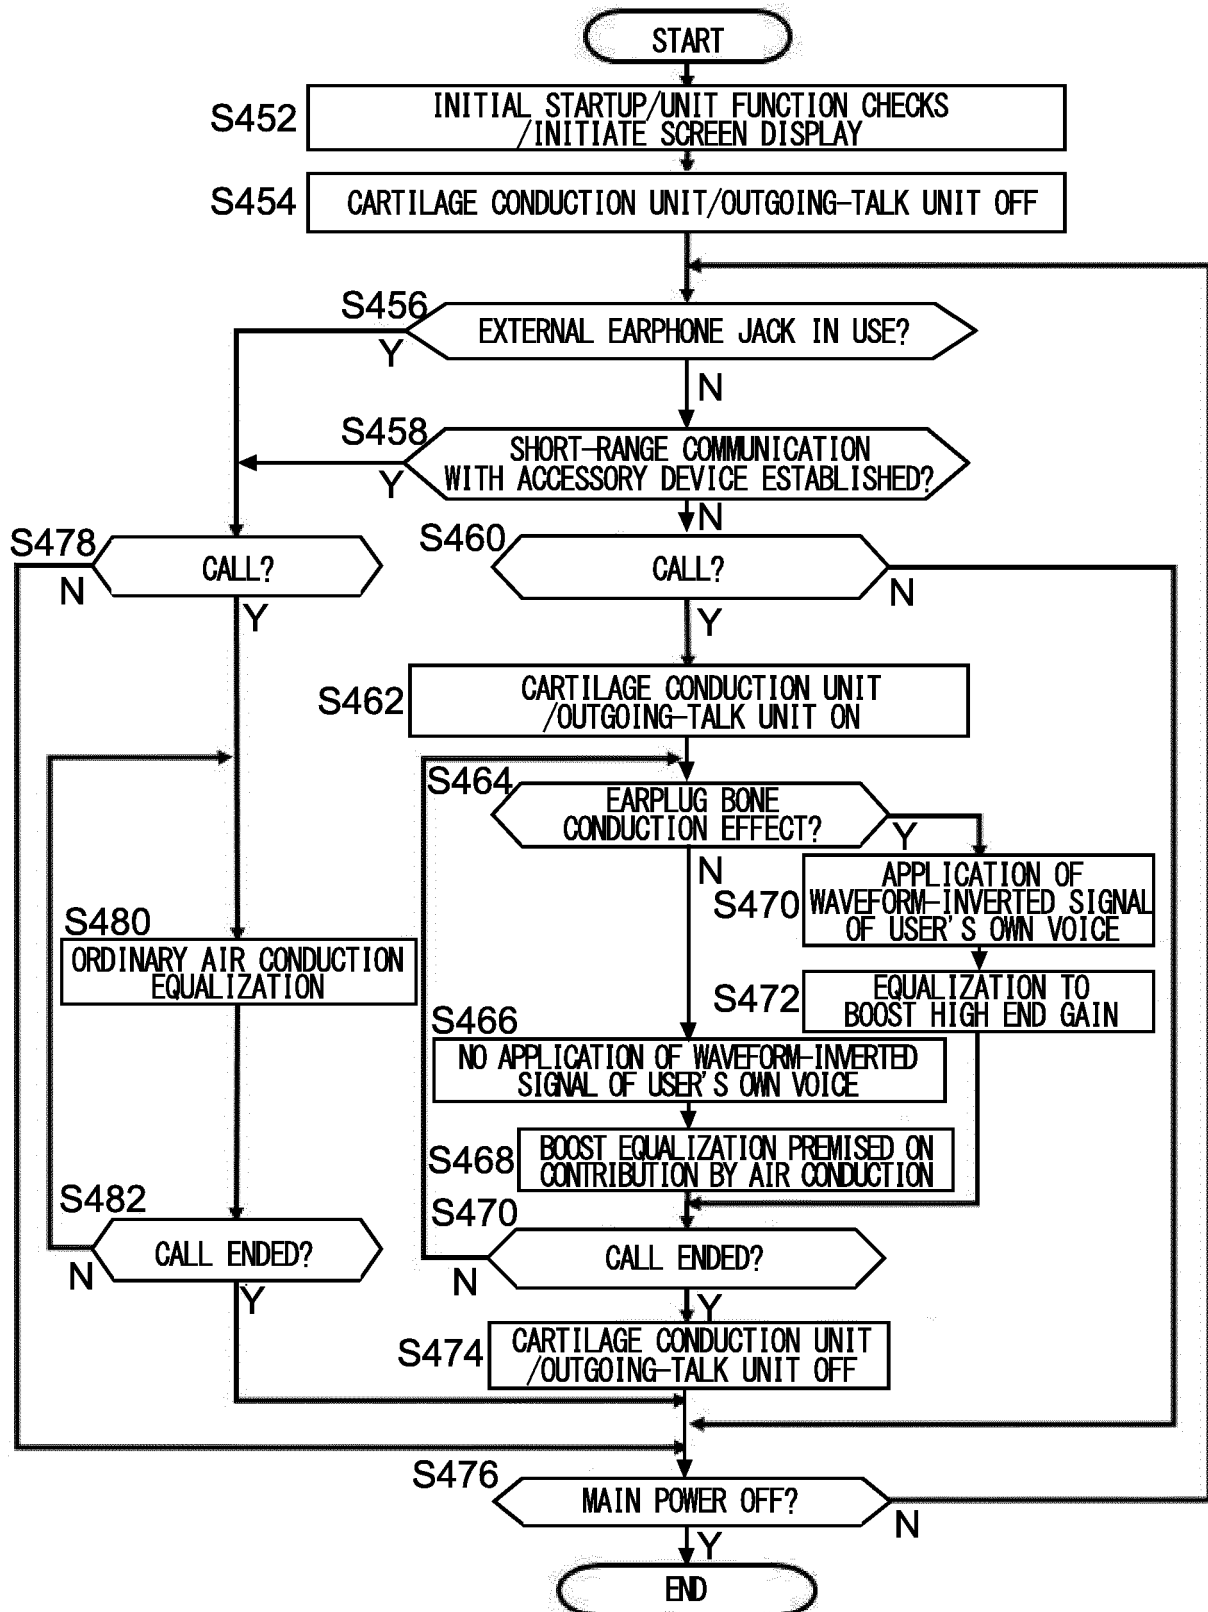 START
S452
INITIAL STARTUP/UNIT FUNCTION CHECKS
/INITIATE SCREEN DISPLAY
S454
CARTILAGE CONDUCTION UNIT/OUTGOING-TALK UNIT OFF
S456
EXTERNAL EARPHONE JACK IN USE?
Y
N
S458
SHORT-RANGE COMMUNICATION
WITH ACCESSORY DEVICE ESTABLISHED?
Y
N
S478
CALL?
N
Y
S460
CALL?
N
Y
S462
CARTILAGE CONDUCTION UNIT
/OUTGOING-TALK UNIT ON
S464
EARPLUG BONE
CONDUCTION EFFECT?
Y
N
S470
APPLICATION OF
WAVEFORM-INVERTED SIGNAL
OF USER'S OWN VOICE
S480
ORDINARY AIR CONDUCTION
EQUALIZATION
S472
EQUALIZATION TO
BOOST HIGH END GAIN
S466
NO APPLICATION OF WAVEFORM-INVERTED
SIGNAL OF USER'S OWN VOICE
S468
BOOST EQUALIZATION PREMISED ON
CONTRIBUTION BY AIR CONDUCTION
S482
CALL ENDED?
N
Y
S470
CALL ENDED?
N
Y
S474
CARTILAGE CONDUCTION UNIT
/OUTGOING-TALK UNIT OFF
S476
MAIN POWER OFF?
N
Y
END